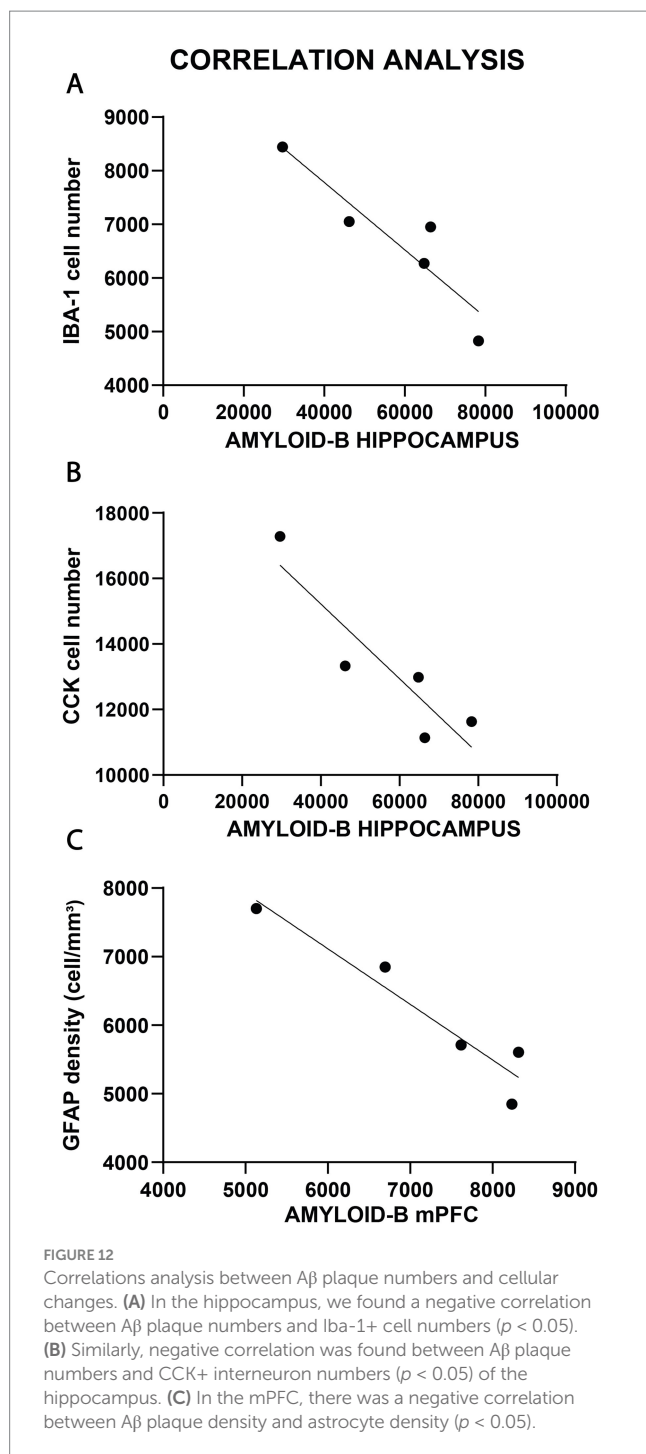 CORRELATION ANALYSIS
A
9000
8000
7000
6000
5000
4000
IBA-1 cell number
0 20000 40000 60000 80000 100000
AMYLOID-B HIPPOCAMPUS
B
18000
16000
14000
12000
10000
CCK cell number
0 20000 40000 60000 80000 100000
AMYLOID-B HIPPOCAMPUS
C
8000
7000
6000
5000
4000
GFAP density (cell/mm³)
4000 5000 6000 7000 8000 9000
AMYLOID-B mPFC
FIGURE 12
Correlations analysis between Aβ plaque numbers and cellular
changes. (A) In the hippocampus, we found a negative correlation
between Aβ plaque numbers and Iba-1+ cell numbers (p < 0.05).
(B) Similarly, negative correlation was found between Aβ plaque
numbers and CCK+ interneuron numbers (p < 0.05) of the
hippocampus. (C) In the mPFC, there was a negative correlation
between Aβ plaque density and astrocyte density (p < 0.05).